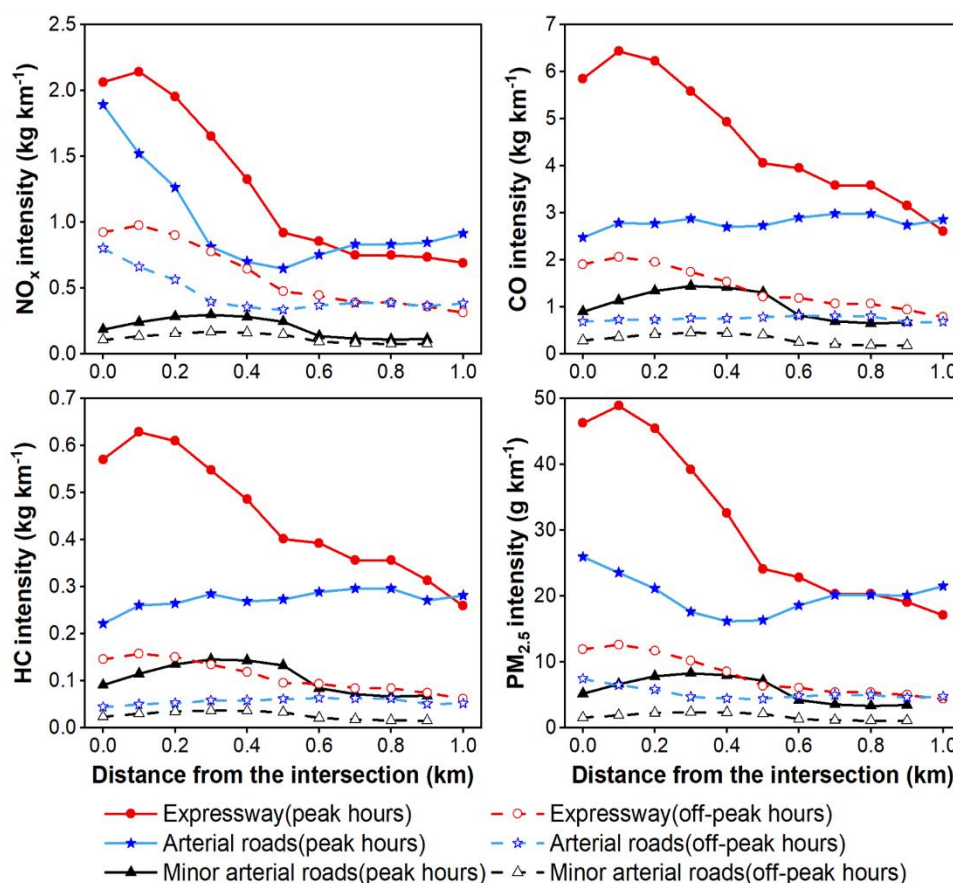 NOx intensity (kg km⁻¹)
2.5
2.0
1.5
1.0
0.5
0.0
0.0 0.2 0.4 0.6 0.8 1.0
CO intensity (kg km⁻¹)
7
6
5
4
3
2
1
0
0.0 0.2 0.4 0.6 0.8 1.0
HC intensity (kg km⁻¹)
0.7
0.6
0.5
0.4
0.3
0.2
0.1
0.0
0.0 0.2 0.4 0.6 0.8 1.0
Distance from the intersection (km)
PM2.5 intensity (g km⁻¹)
50
40
30
20
10
0
0.0 0.2 0.4 0.6 0.8 1.0
Distance from the intersection (km)
Expressway(peak hours) Expressway(off-peak hours)
Arterial roads(peak hours) Arterial roads(off-peak hours)
Minor arterial roads(peak hours) Minor arterial roads(off-peak hours)